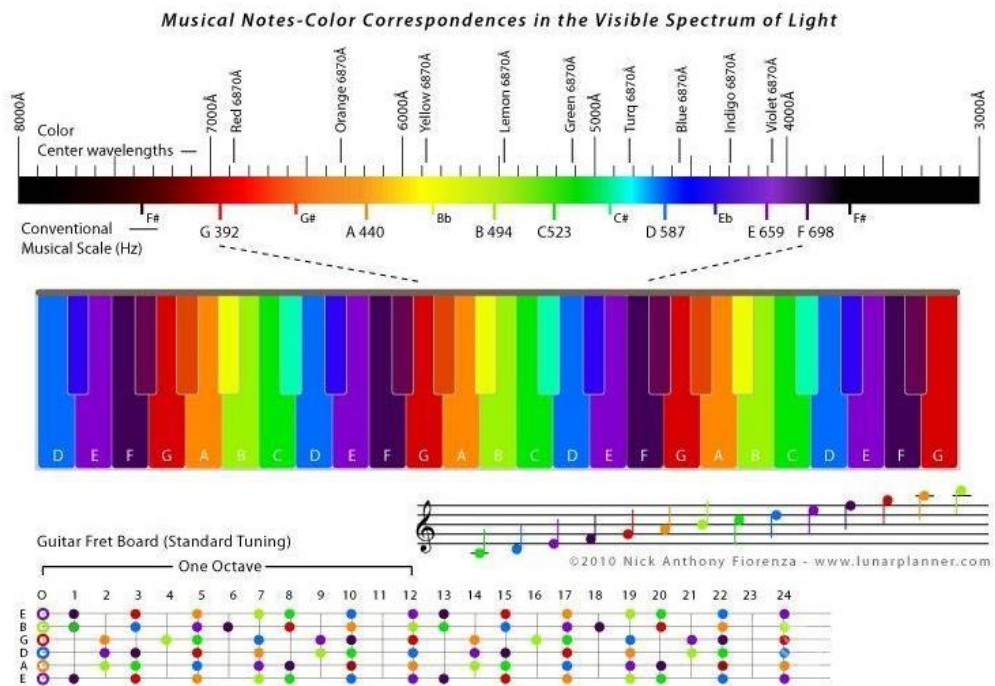 Musical Notes-Color Correspondences in the Visible Spectrum of Light
8000Å
7000Å
Red 6870Å
Orange 6870Å
6000Å
Yellow 6870Å
Lemon 6870Å
Green 6870Å
5000Å
Turq 6870Å
Blue 6870Å
Indigo 6870Å
Violet 6870Å
4000Å
3000Å
Color
Center wavelengths —
F# G# Bb C# Eb F#
Conventional
Musical Scale (Hz)
G 392 A 440 B 494 C523 D 587 E 659 F 698
D E F G A B C D E F G A B C D E F G A B C D E F G
©2010 Nick Anthony Fiorenza - www.lunarplanner.com
Guitar Fret Board (Standard Tuning)
One Octave
0 1 2 3 4 5 6 7 8 9 10 11 12 13 14 15 16 17 18 19 20 21 22 23 24
E
B
G
D
A
E